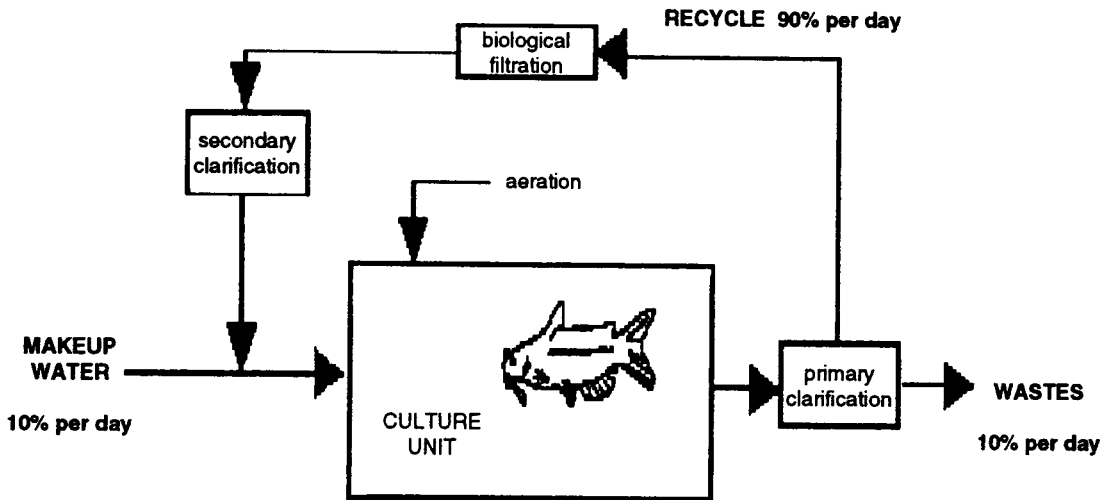 RECYCLE 90% per day
biological
filtration
secondary
clarification
aeration
MAKEUP
WATER
10% per day
CULTURE
UNIT
primary
clarification
WASTES
10% per day